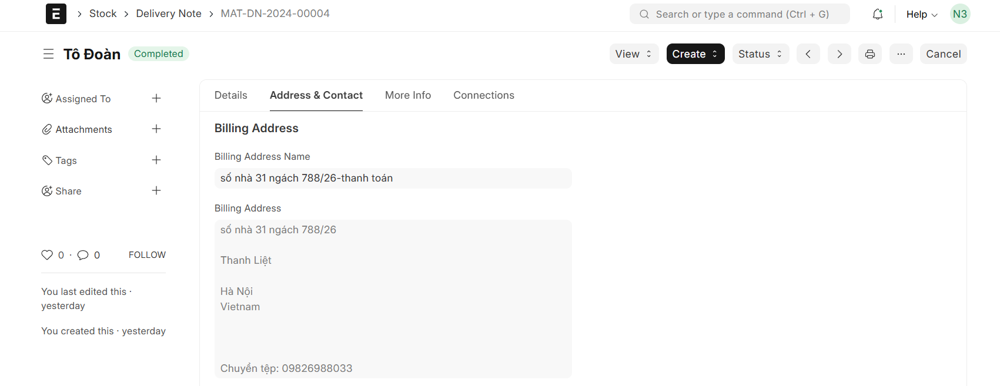 E
Stock
Delivery Note
MAT-DN-2024-00004
Search or type a command (Ctrl + G)
Help
N3
Tô Đoàn
Completed
View
Create
Status
...
Cancel
Assigned To
Attachments
Tags
Share
0 · 0
FOLLOW
You last edited this ·
yesterday
You created this · yesterday
Details
Address & Contact
More Info
Connections
Billing Address
Billing Address Name
số nhà 31 ngách 788/26-thanh toán
Billing Address
số nhà 31 ngách 788/26
Thanh Liệt
Hà Nội
Vietnam
Chuyển tệp: 09826988033